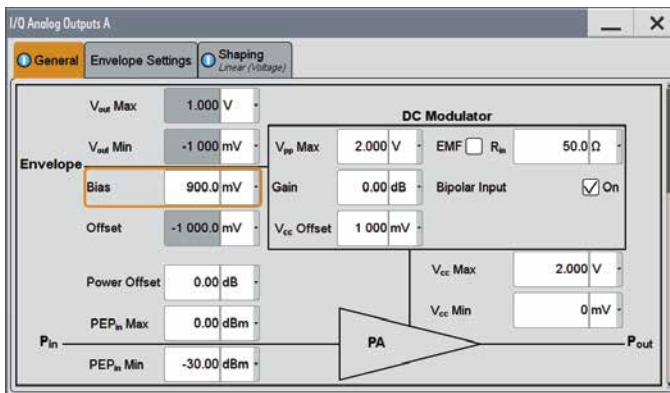 I/Q Analog Outputs A
General Envelope Settings Shaping
Linear (Voltage)
Vout Max 1.000 V
DC Modulator
Vout Min -1 000 mV Vpp Max 2.000 V EMF Rin 50.0 Ω
Envelope
Bias 900.0 mV Gain 0.00 dB Bipolar Input On
Offset -1 000.0 mV Vcc Offset 1 000 mV
Vcc Max 2.000 V
Power Offset 0.00 dB
Vcc Min 0 mV
PEPin Max 0.00 dBm
Pin PA Pout
PEPin Min -30.00 dBm